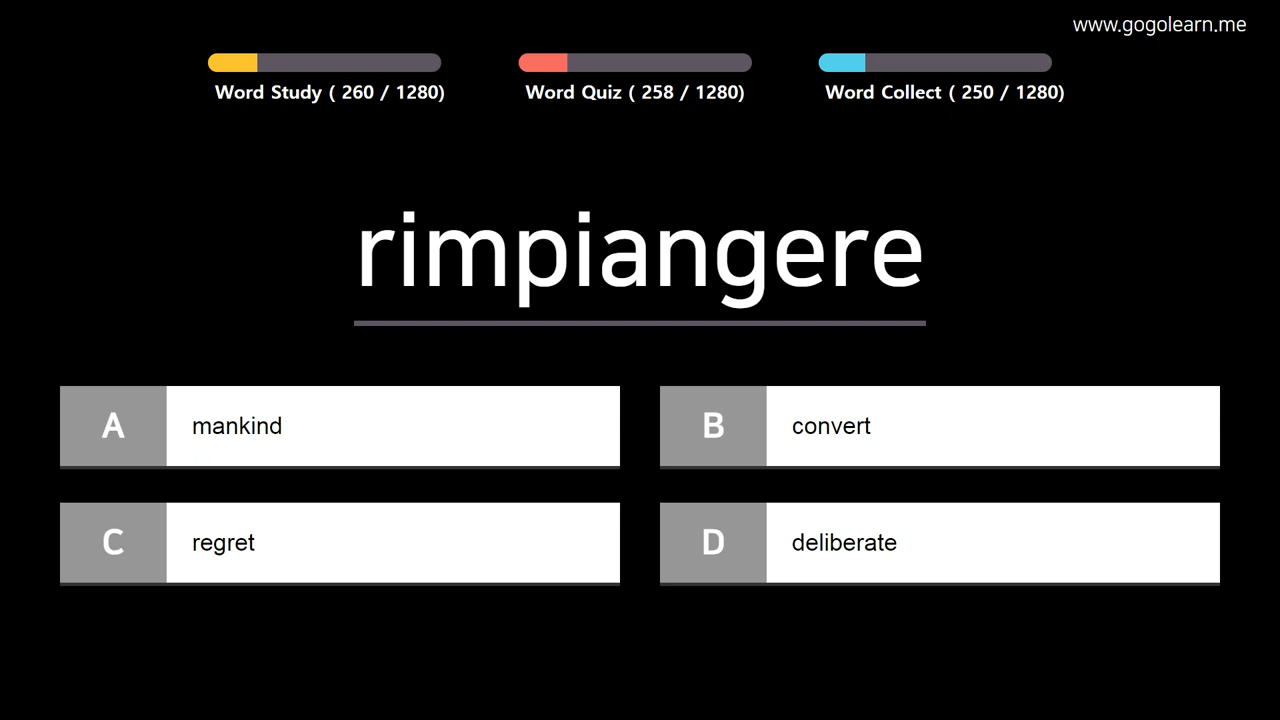 www.gogolearn.me
Word Study ( 260 / 1280)
Word Quiz ( 258 / 1280)
Word Collect ( 250 / 1280)
rimpiangere
A mankind
B convert
C regret
D deliberate